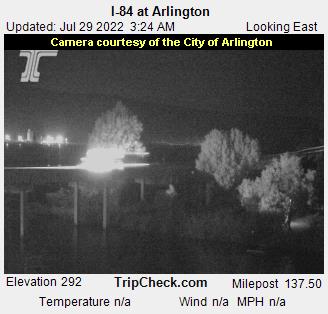 I-84 at Arlington
Updated: Jul 29 2022 3:24 AM Looking East
Camera courtesy of the City of Arlington
Elevation 292 TripCheck.com Milepost 137.50
Temperature n/a Wind n/a MPH n/a